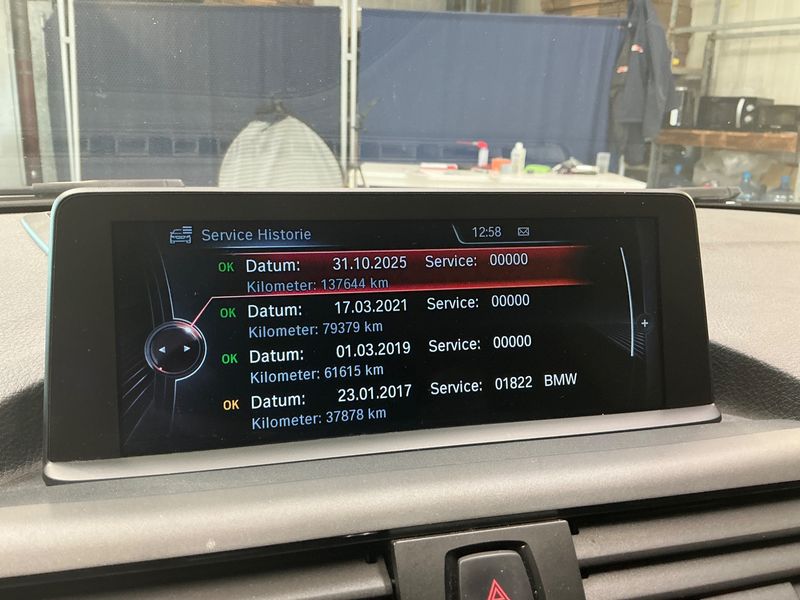 Service Historie 12:58
OK Datum: 31.10.2025 Service: 00000
Kilometer: 137644 km
OK Datum: 17.03.2021 Service: 00000
Kilometer: 79379 km
OK Datum: 01.03.2019 Service: 00000
Kilometer: 61615 km
OK Datum: 23.01.2017 Service: 01822 BMW
Kilometer: 37878 km